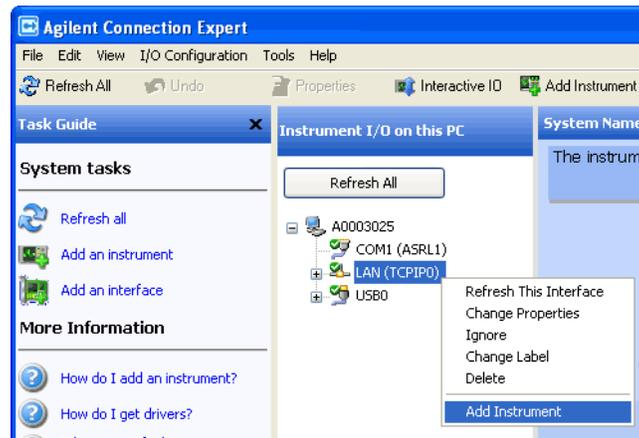 Agilent Connection Expert
File Edit View I/O Configuration Tools Help
Refresh All Undo Properties Interactive IO Add Instrument
Task Guide
System tasks
Refresh all
Add an instrument
Add an interface
More Information
How do I add an instrument?
How do I get drivers?
Instrument I/O on this PC
Refresh All
A0003025
COM1 (ASRL1)
LAN (TCPIP0)
USB0
Refresh This Interface
Change Properties
Ignore
Change Label
Delete
Add Instrument
System Name
The instrum